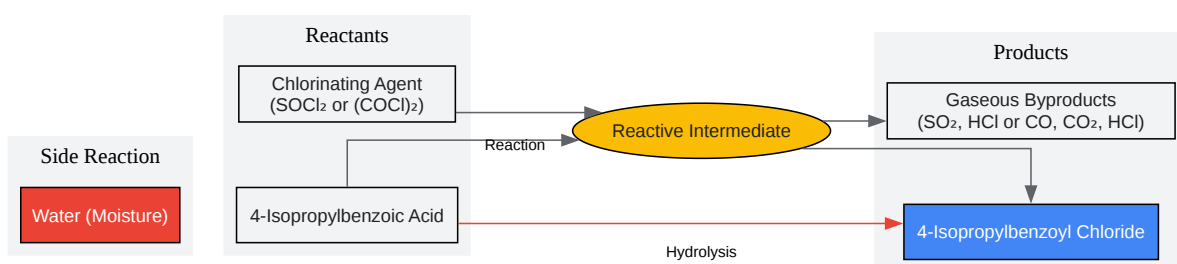 Side Reaction
Water (Moisture)
Reactants
Chlorinating Agent
(SOCl₂ or (COCl)₂)
4-Isopropylbenzoic Acid
Reaction
Reactive Intermediate
Hydrolysis
Products
Gaseous Byproducts
(SO₂, HCl or CO, CO₂, HCl)
4-Isopropylbenzoyl Chloride